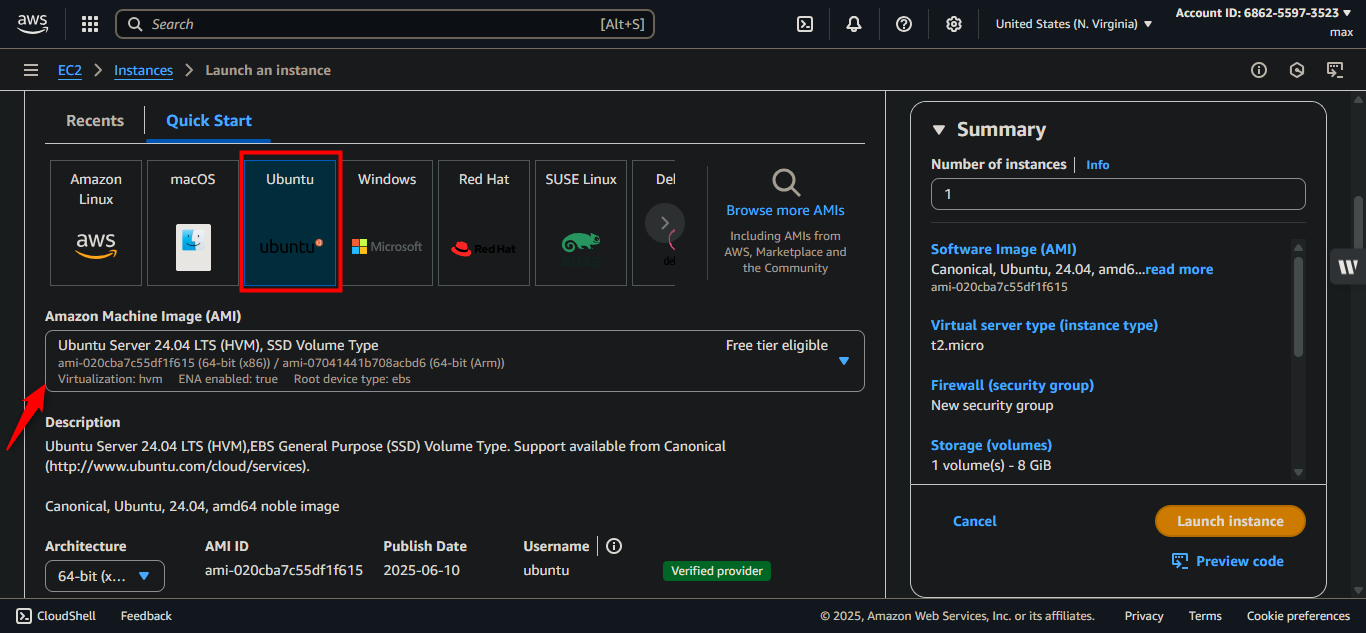 aws
Search
[Alt+S]
United States (N. Virginia)
Account ID: 6862-5597-3523
max
EC2
Instances
Launch an instance
Recents
Quick Start
Amazon
Linux
aws
macOS
Ubuntu
ubuntu
Windows
Microsoft
Red Hat
Red Hat
SUSE Linux
Del
del
Browse more AMIs
Including AMIs from
AWS, Marketplace and
the Community
Amazon Machine Image (AMI)
Ubuntu Server 24.04 LTS (HVM), SSD Volume Type
Free tier eligible
ami-020cba7c55df1f615 (64-bit (x86)) / ami-07041441b708acbd6 (64-bit (Arm))
Virtualization: hvm ENA enabled: true Root device type: ebs
Description
Ubuntu Server 24.04 LTS (HVM),EBS General Purpose (SSD) Volume Type. Support available from Canonical
(http://www.ubuntu.com/cloud/services).
Canonical, Ubuntu, 24.04, amd64 noble image
Architecture
64-bit (x...
AMI ID
ami-020cba7c55df1f615
Publish Date
2025-06-10
Username
ubuntu
Verified provider
Summary
Number of instances
Info
1
Software Image (AMI)
Canonical, Ubuntu, 24.04, amd6...read more
ami-020cba7c55df1f615
Virtual server type (instance type)
t2.micro
Firewall (security group)
New security group
Storage (volumes)
1 volume(s) - 8 GiB
Cancel
Launch instance
Preview code
W
CloudShell
Feedback
© 2025, Amazon Web Services, Inc. or its affiliates.
Privacy
Terms
Cookie preferences